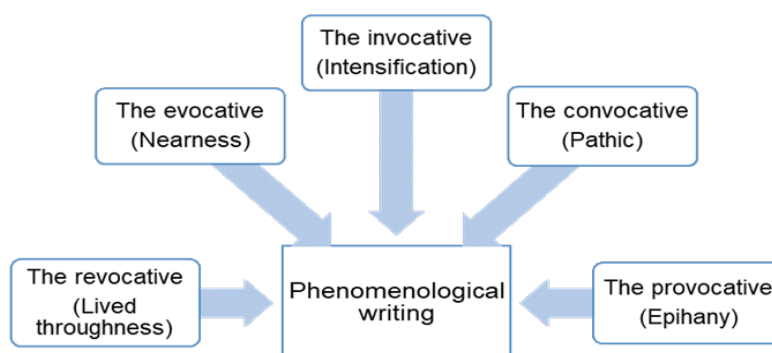 The invocative
(Intensification)
The evocative
(Nearness)
The convocative
(Pathic)
The revocative
(Lived
throughness)
Phenomenological
writing
The provocative
(Epihany)